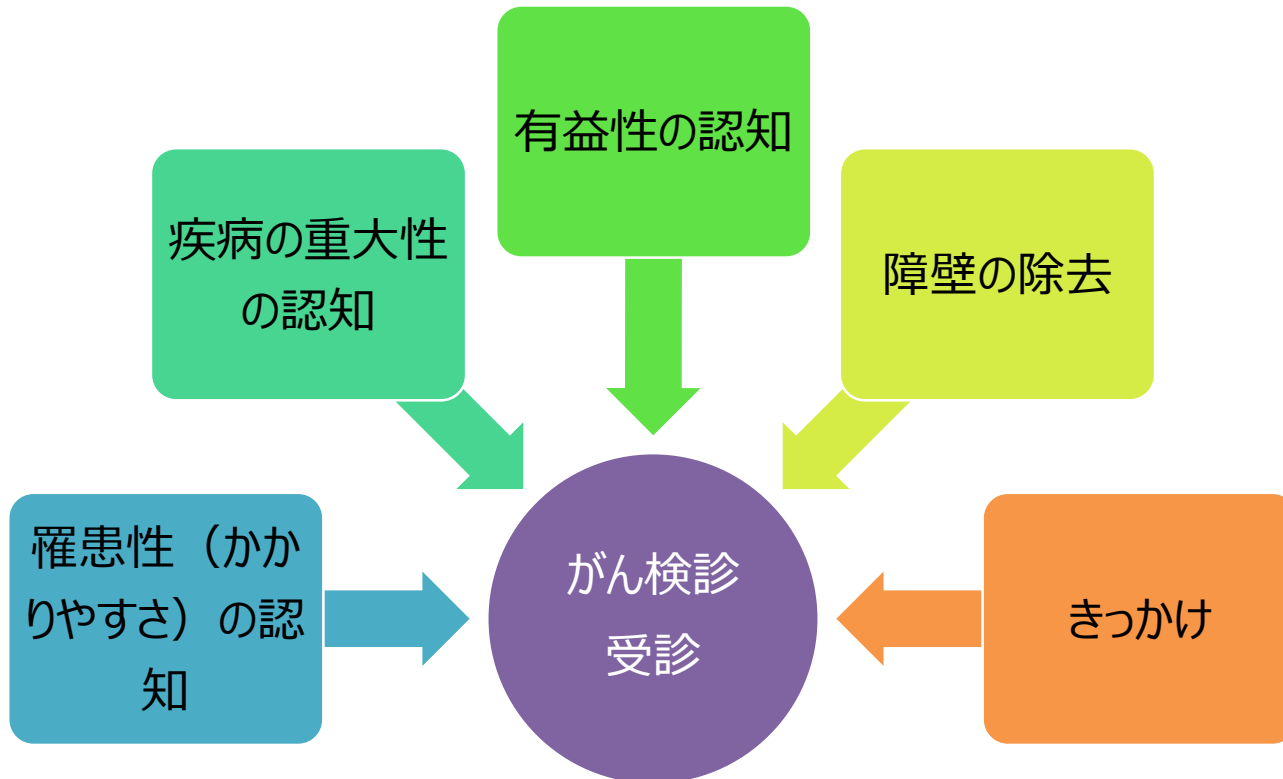 有益性の認知
疾病の重大性
の認知
障壁の除去
罹患性（かか
りやすさ）の認
知
がん検診
受診
きっかけ